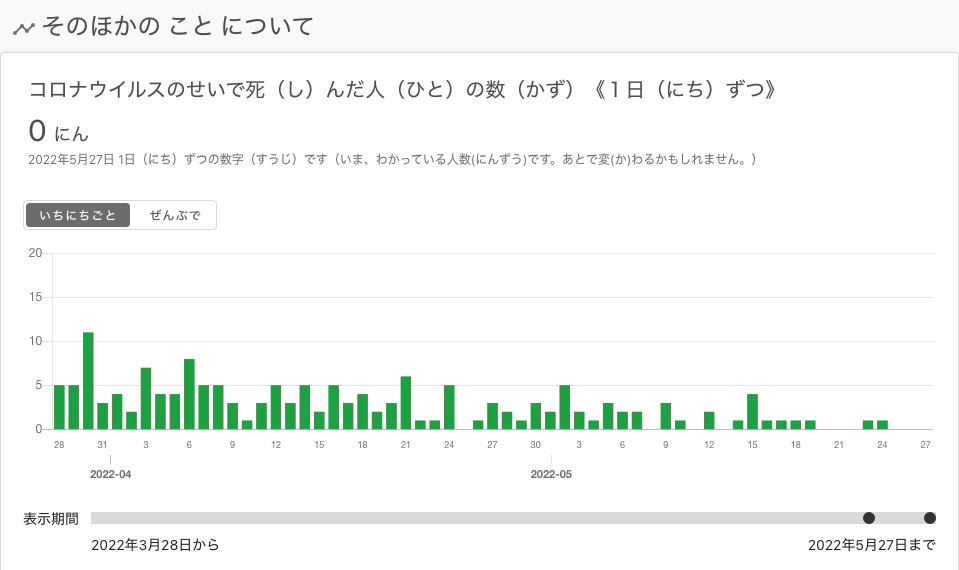 そのほかの こと について
コロナウイルスのせいで死（し）んだ人（ひと）の数（かず）《１日（にち）ずつ》
0 にん
2022年5月27日 1日（にち）ずつの数字（すうじ）です（いま、わかっている人数(にんずう)です。あとで変(か)わるかもしれません。）
いちにちごと ぜんぶで
20
15
10
5
0
28 31 3 6 9 12 15 18 21 24 27 30 3 6 9 12 15 18 21 24 27
2022-04 2022-05
表示期間
2022年3月28日から 2022年5月27日まで